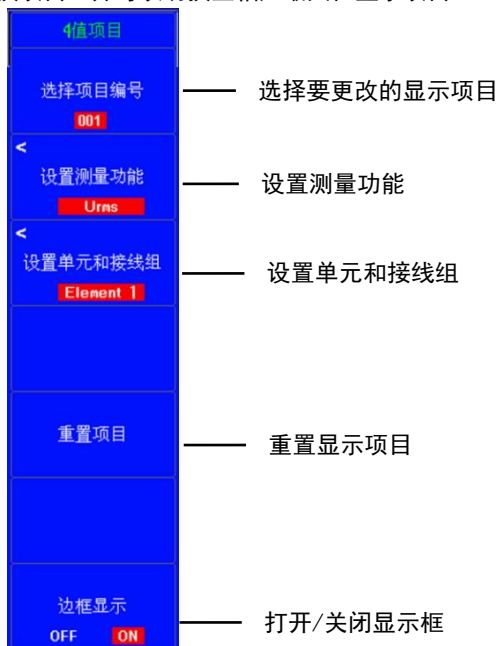 4值项目
选择项目编号
001
选择要更改的显示项目
<
设置测量功能
Urms
设置测量功能
<
设置单元和接线组
Element 1
设置单元和接线组
重置项目
重置显示项目
边框显示
OFF ON
打开/关闭显示框